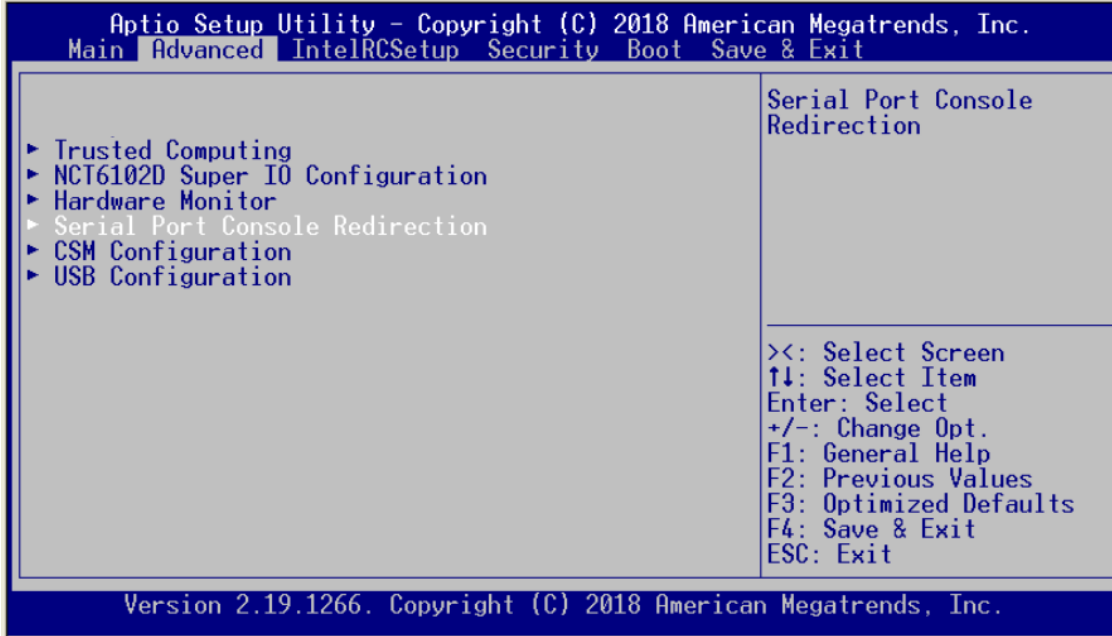 Aptio Setup Utility – Copyright (C) 2018 American Megatrends, Inc.
Main Advanced IntelRCSetup Security Boot Save & Exit
► Trusted Computing
► NCT6102D Super IO Configuration
► Hardware Monitor
► Serial Port Console Redirection
► CSM Configuration
► USB Configuration
Serial Port Console
Redirection
><: Select Screen
↑↓: Select Item
Enter: Select
+/-: Change Opt.
F1: General Help
F2: Previous Values
F3: Optimized Defaults
F4: Save & Exit
ESC: Exit
Version 2.19.1266. Copyright (C) 2018 American Megatrends, Inc.